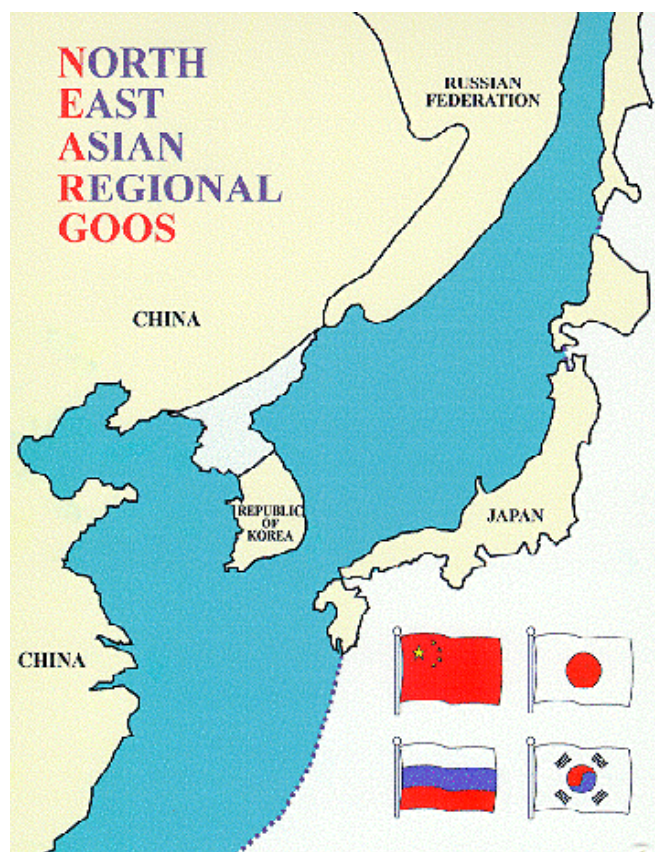 NORTH
EAST
ASIAN
REGIONAL
GOOS
RUSSIAN
FEDERATION
CHINA
REPUBLIC
OF
KOREA
JAPAN
CHINA